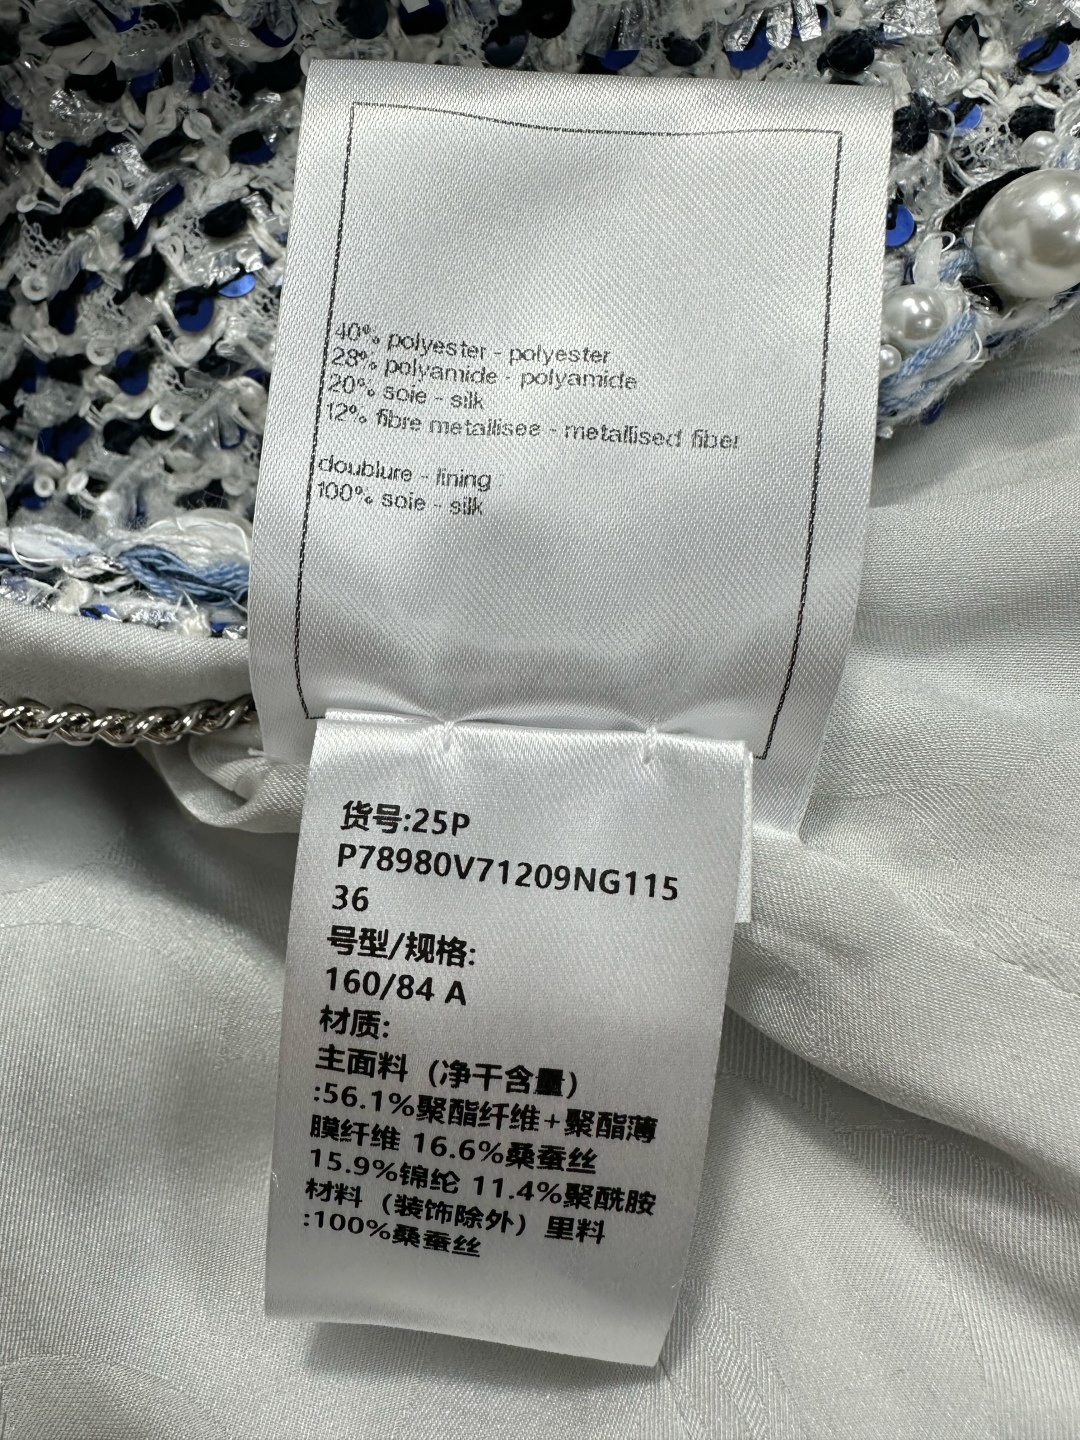 40% polyester - polyester
28% polyamide - polyamide
20% soie - silk
12% fibre metallisee - metallised fiber
doublure - lining
100% soie - silk
货号:25P
P78980V71209NG115
36
号型/规格:
160/84 A
材质:
主面料（净干含量）
:56.1%聚酯纤维+聚酯薄
膜纤维 16.6%桑蚕丝
15.9%锦纶 11.4%聚酰胺
材料（装饰除外）里料
:100%桑蚕丝